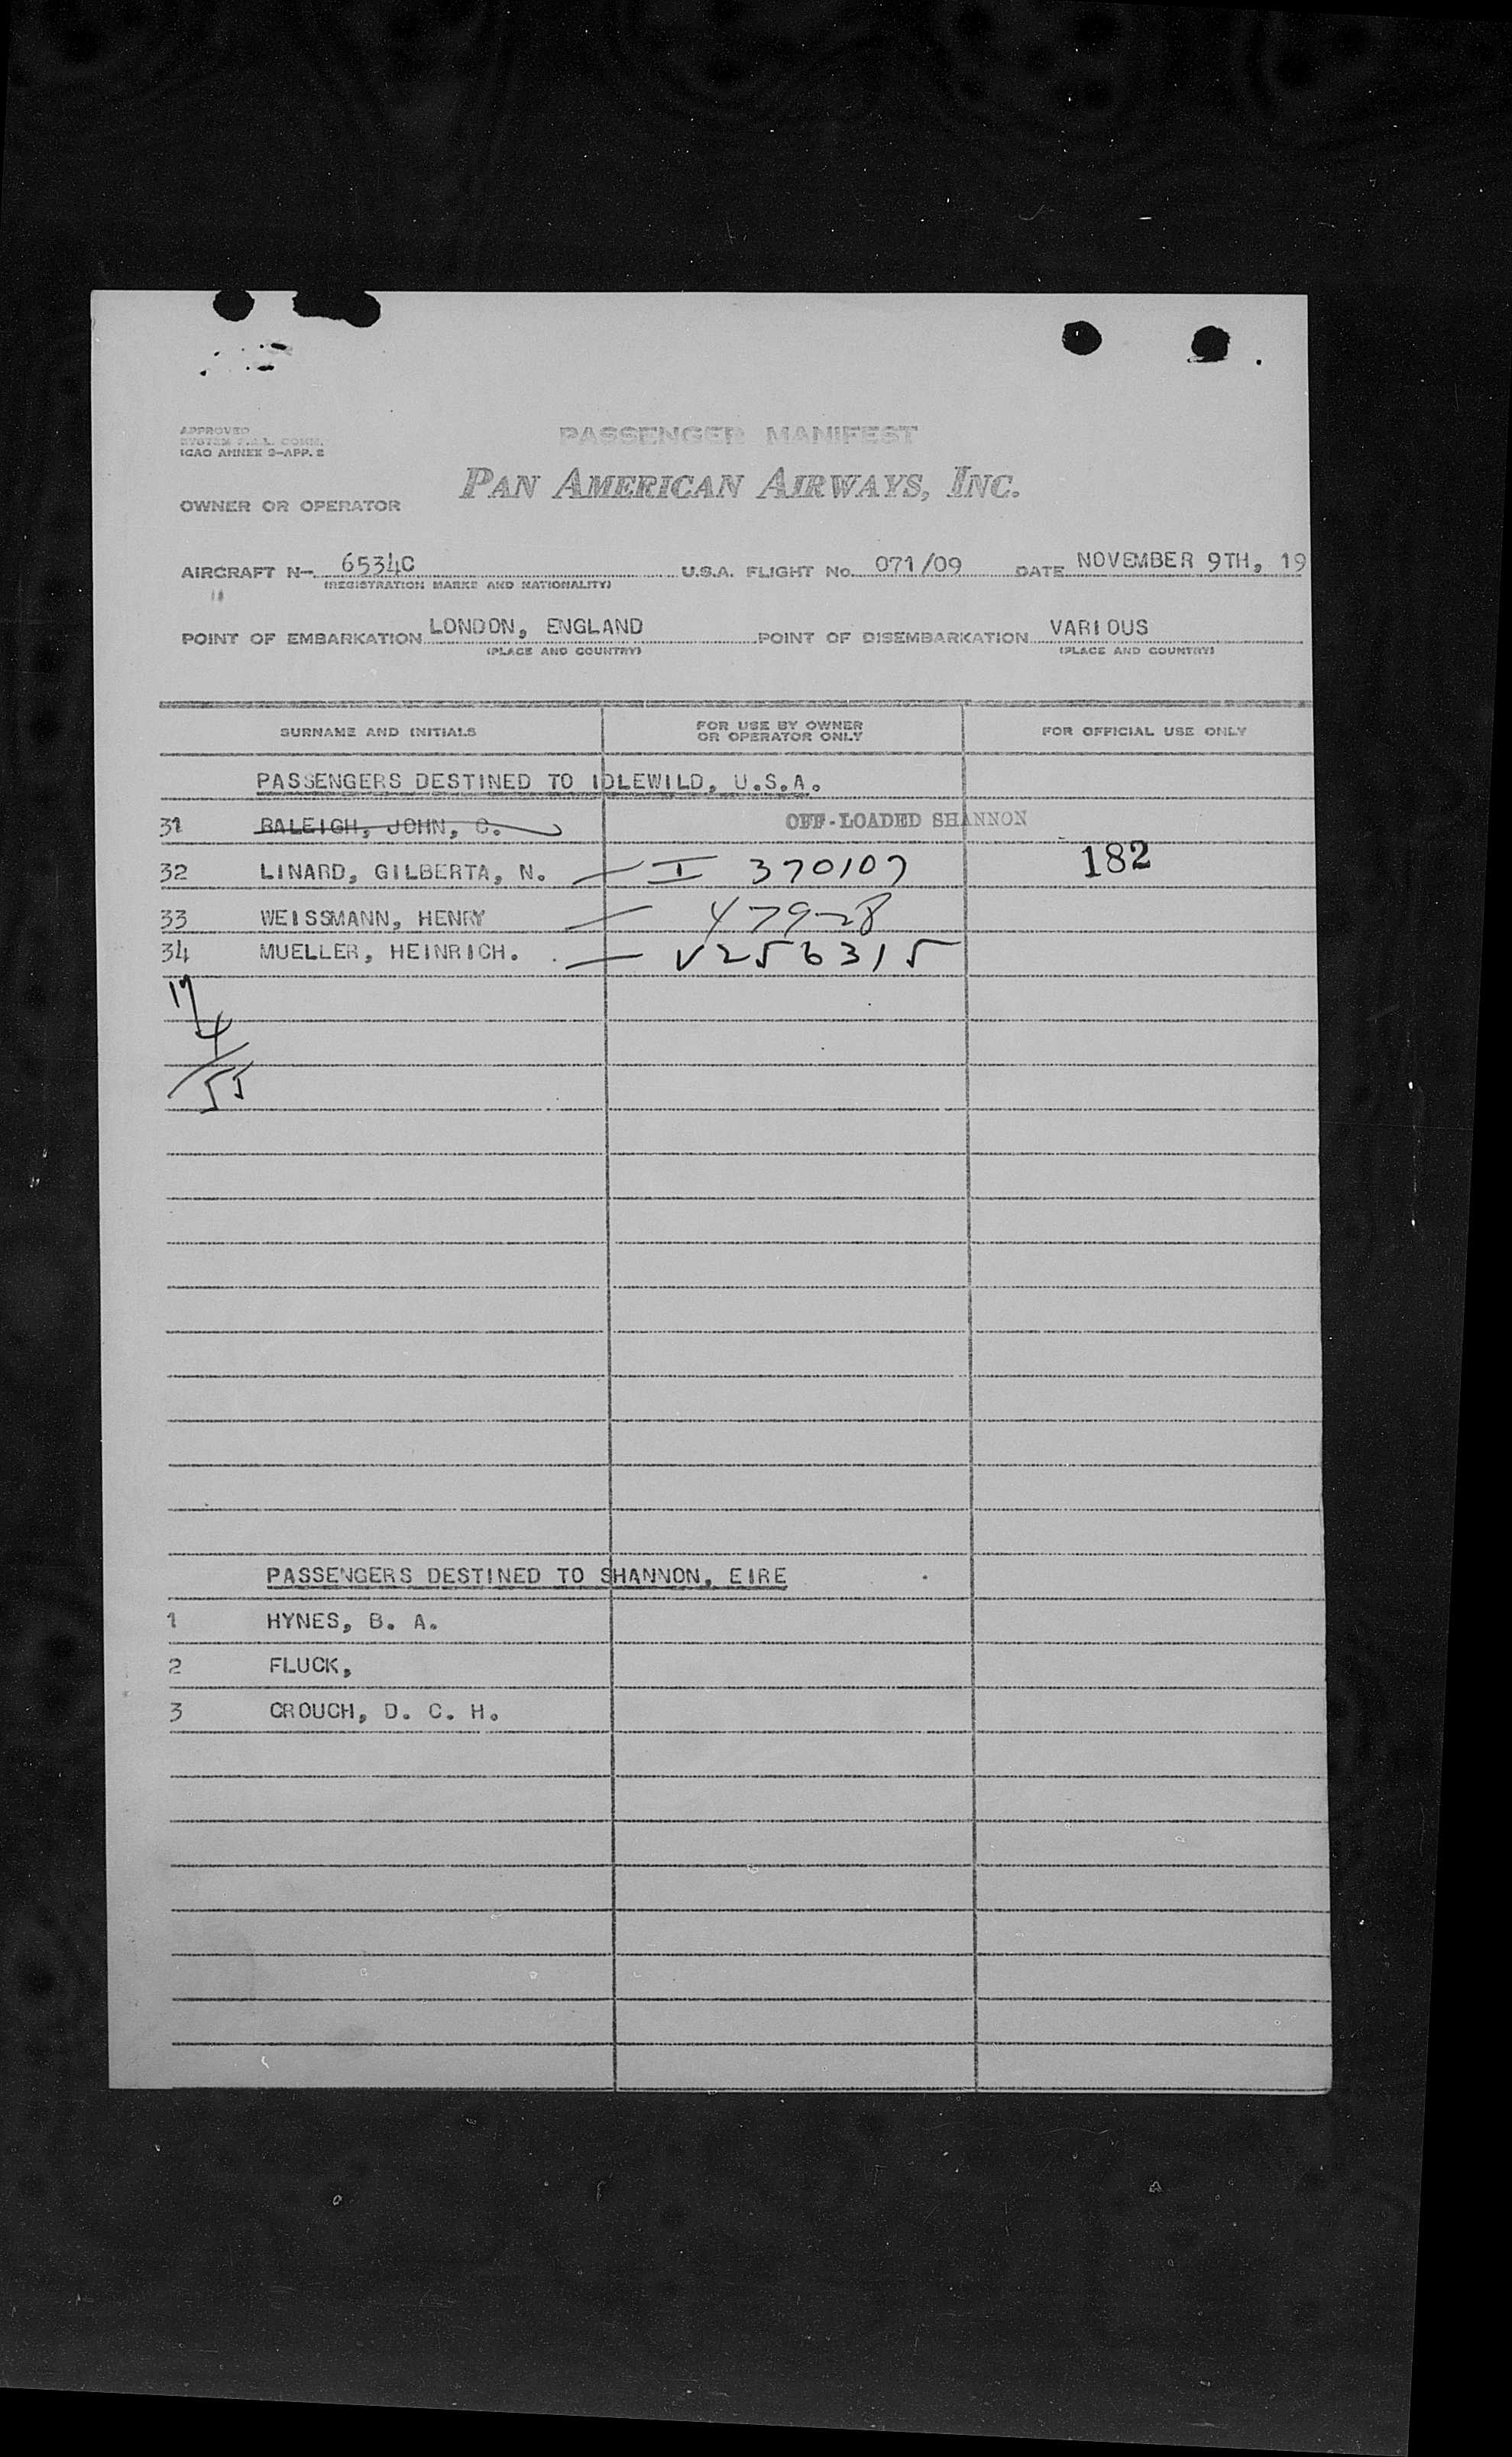 APPROVED
SYSTEM F.A.L. COMM.
ICAO ANNEX 9-APP. 2
PASSENGER MANIFEST
PAN AMERICAN AIRWAYS, INC.
OWNER OR OPERATOR
AIRCRAFT N- 6534C U.S.A. FLIGHT No. 071/09 DATE NOVEMBER 9TH, 19
(REGISTRATION MARKS AND NATIONALITY)
POINT OF EMBARKATION LONDON, ENGLAND POINT OF DISEMBARKATION VARIOUS
(PLACE AND COUNTRY) (PLACE AND COUNTRY)
SURNAME AND INITIALS FOR USE BY OWNER OR OPERATOR ONLY FOR OFFICIAL USE ONLY
PASSENGERS DESTINED TO IDLEWILD, U.S.A.
31 RALEIGH, JOHN, C. OFF-LOADED SHANNON
32 LINARD, GILBERTA, N. — I 370107 182
33 WEISSMANN, HENRY —
34 MUELLER, HEINRICH. — V256315
PASSENGERS DESTINED TO SHANNON, EIRE
1 HYNES, B. A.
2 FLUCK,
3 CROUCH, D. C. H.